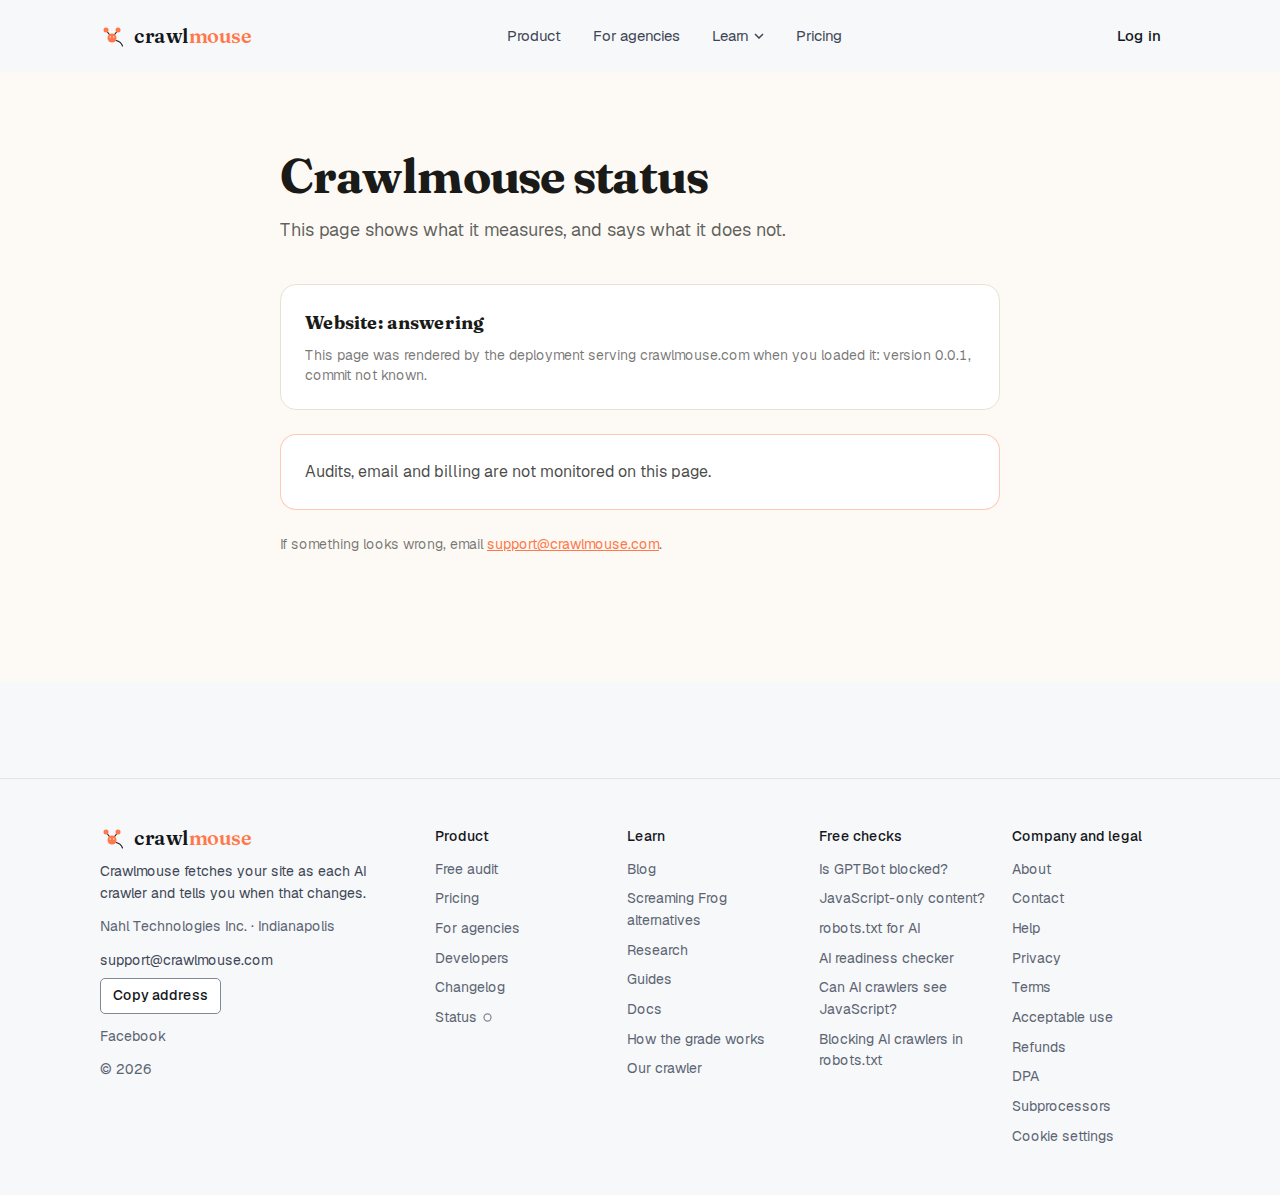 crawlmouse
Product
For agencies
Learn
Pricing
Log in
Crawlmouse status
This page shows what it measures, and says what it does not.
Website: answering
This page was rendered by the deployment serving crawlmouse.com when you loaded it: version 0.0.1,
commit not known.
Audits, email and billing are not monitored on this page.
If something looks wrong, email support@crawlmouse.com.
crawlmouse
Crawlmouse fetches your site as each AI
crawler and tells you when that changes.
Nahl Technologies Inc. · Indianapolis
support@crawlmouse.com
Copy address
Facebook
© 2026
Product
Free audit
Pricing
For agencies
Developers
Changelog
Status
Learn
Blog
Screaming Frog
alternatives
Research
Guides
Docs
How the grade works
Our crawler
Free checks
Is GPTBot blocked?
JavaScript-only content?
robots.txt for AI
AI readiness checker
Can AI crawlers see
JavaScript?
Blocking AI crawlers in
robots.txt
Company and legal
About
Contact
Help
Privacy
Terms
Acceptable use
Refunds
DPA
Subprocessors
Cookie settings